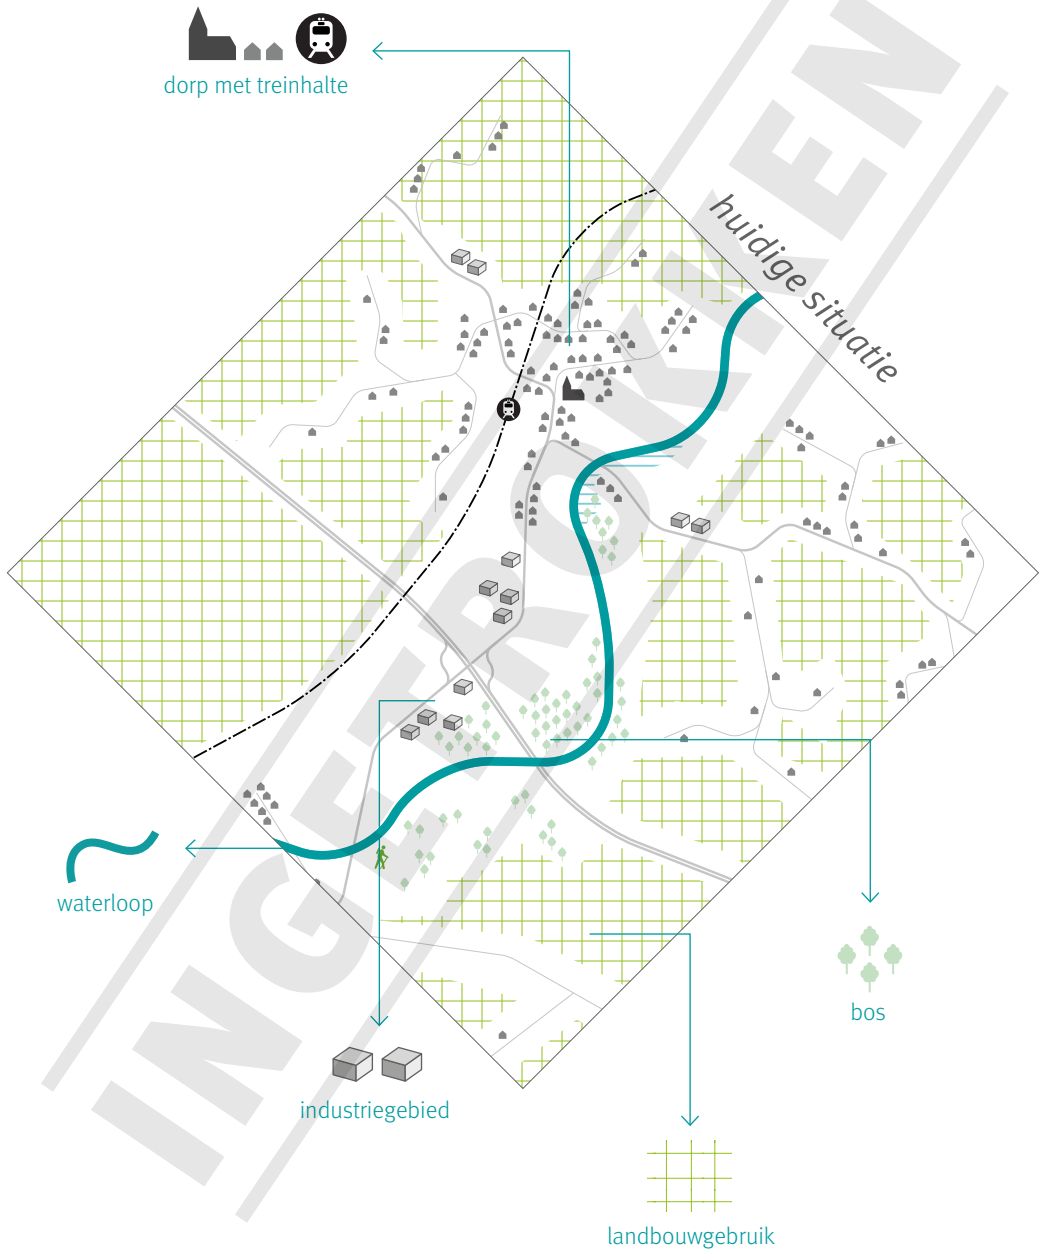 dorp met treinhalte
huidige situatie
INGETROKKEN
waterloop
bos
industriegebied
landbouwgebruik